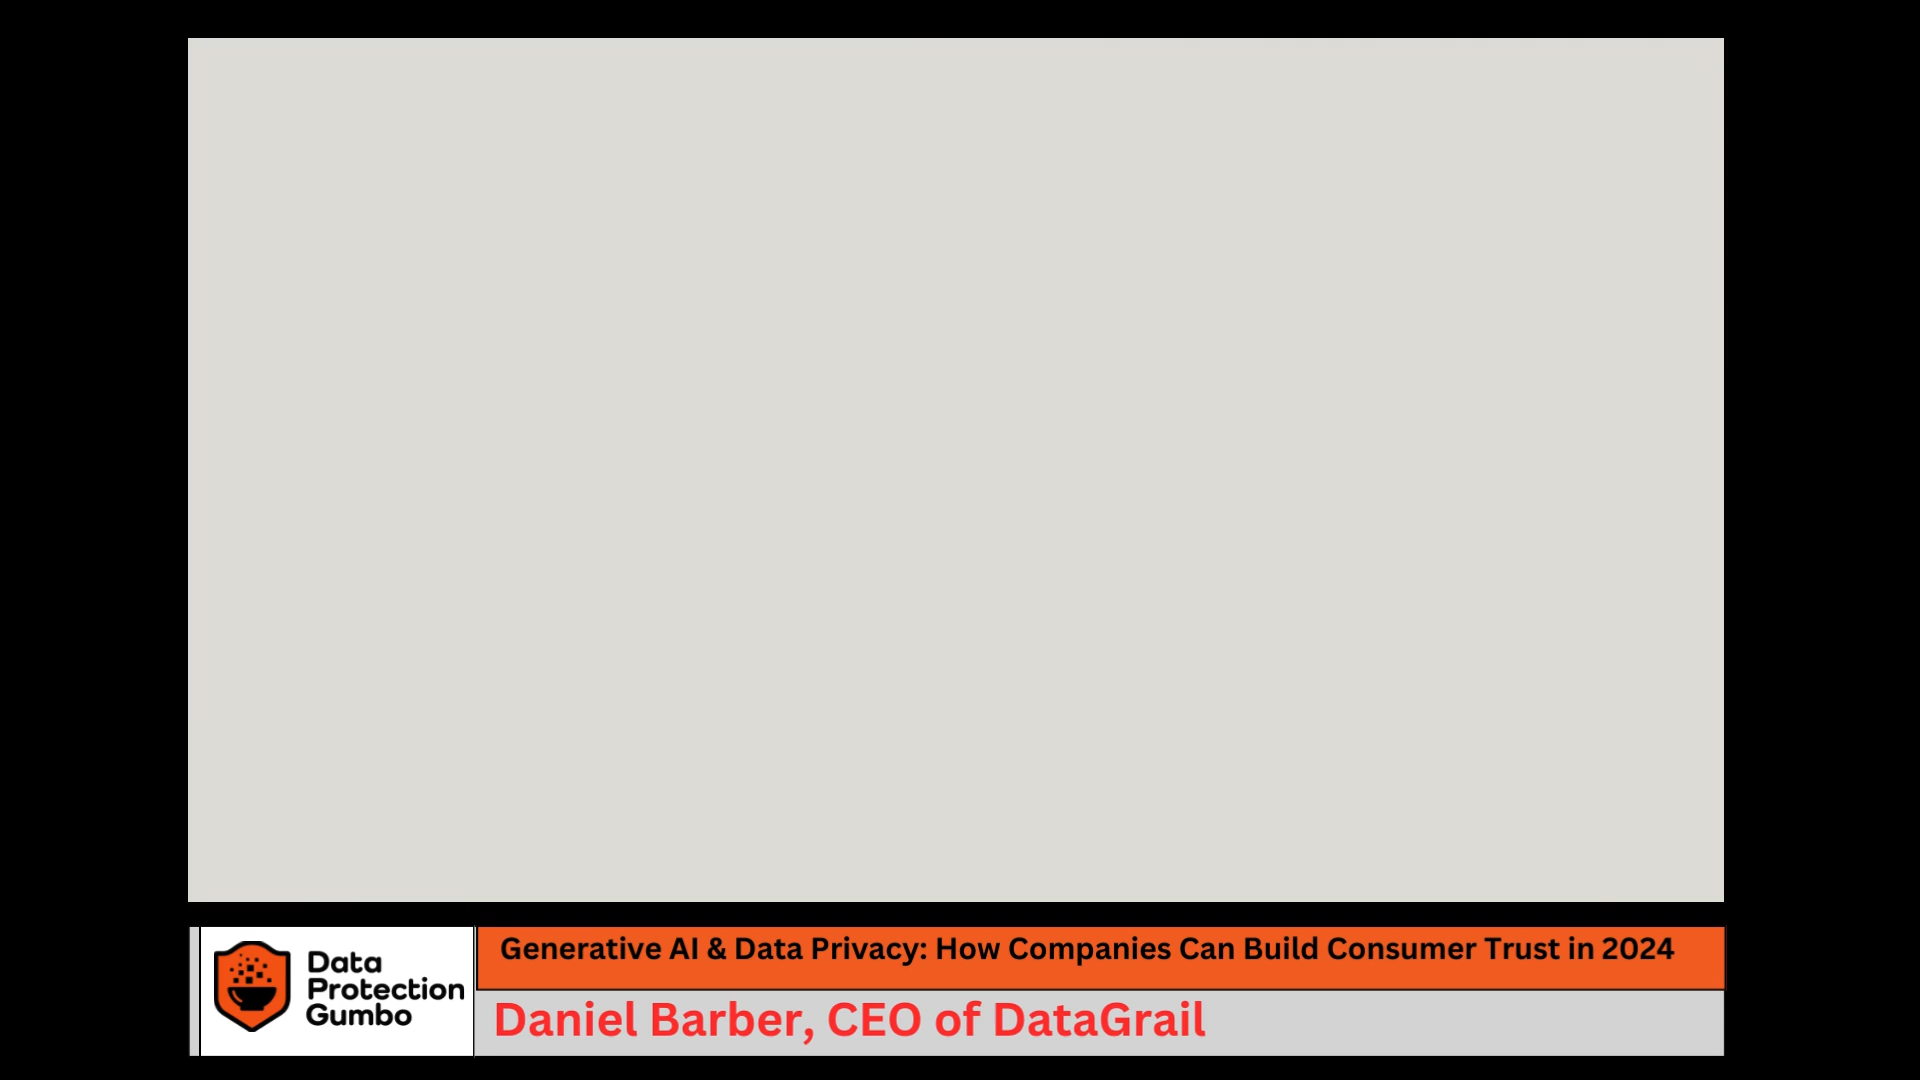 Data
Protection
Gumbo
Generative AI & Data Privacy: How Companies Can Build Consumer Trust in 2024
Daniel Barber, CEO of DataGrail